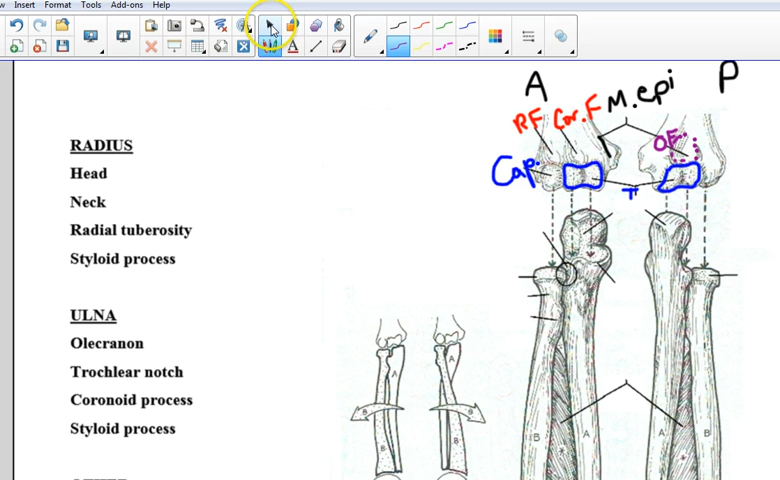 Insert Format Tools Add-ons Help
A P
RF Cor.F M.epi
OF
Cap. T
RADIUS
Head
Neck
Radial tuberosity
Styloid process
ULNA
Olecranon
Trochlear notch
Coronoid process
Styloid process
A A
B B
B B
B A A B